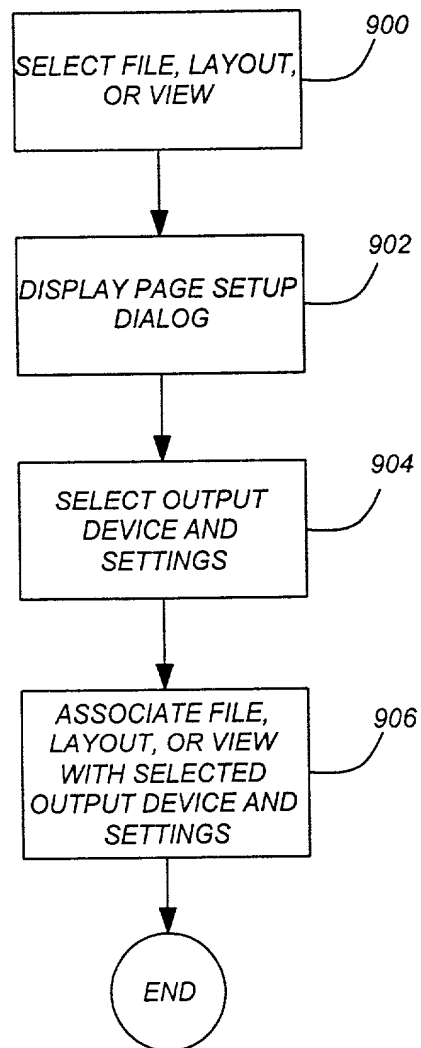 900
SELECT FILE, LAYOUT,
OR VIEW
902
DISPLAY PAGE SETUP
DIALOG
904
SELECT OUTPUT
DEVICE AND
SETTINGS
906
ASSOCIATE FILE,
LAYOUT, OR VIEW
WITH SELECTED
OUTPUT DEVICE AND
SETTINGS
END